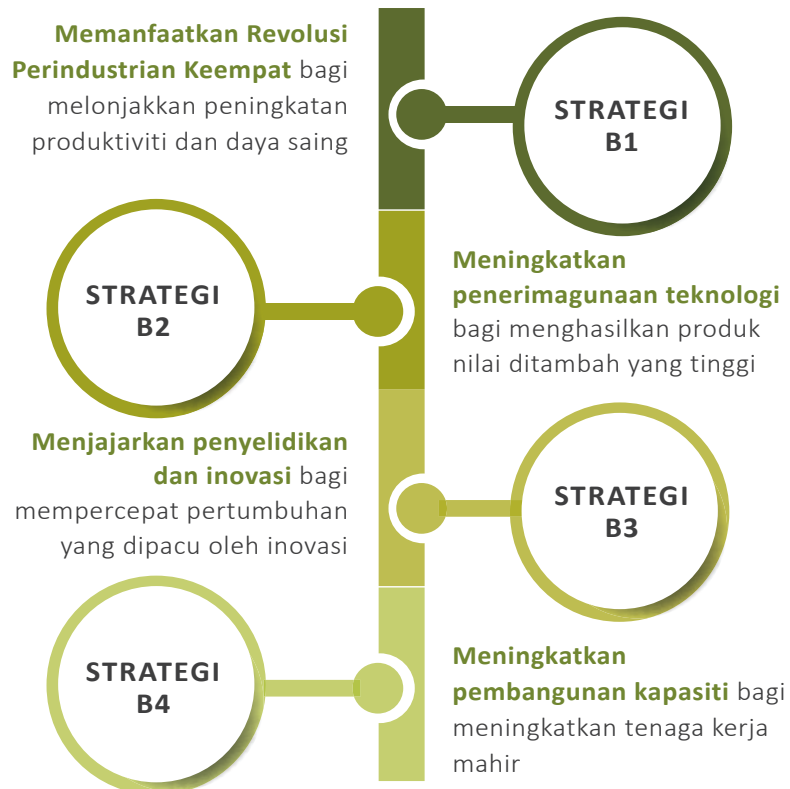 Memanfaatkan Revolusi
Perindustrian Keempat bagi
melonjakkan peningkatan
produktiviti dan daya saing
STRATEGI
B1
STRATEGI
B2
Meningkatkan
penerimagunaan teknologi
bagi menghasilkan produk
nilai ditambah yang tinggi
Menjajarkan penyelidikan
dan inovasi bagi
mempercepat pertumbuhan
yang dipacu oleh inovasi
STRATEGI
B3
STRATEGI
B4
Meningkatkan
pembangunan kapasiti bagi
meningkatkan tenaga kerja
mahir